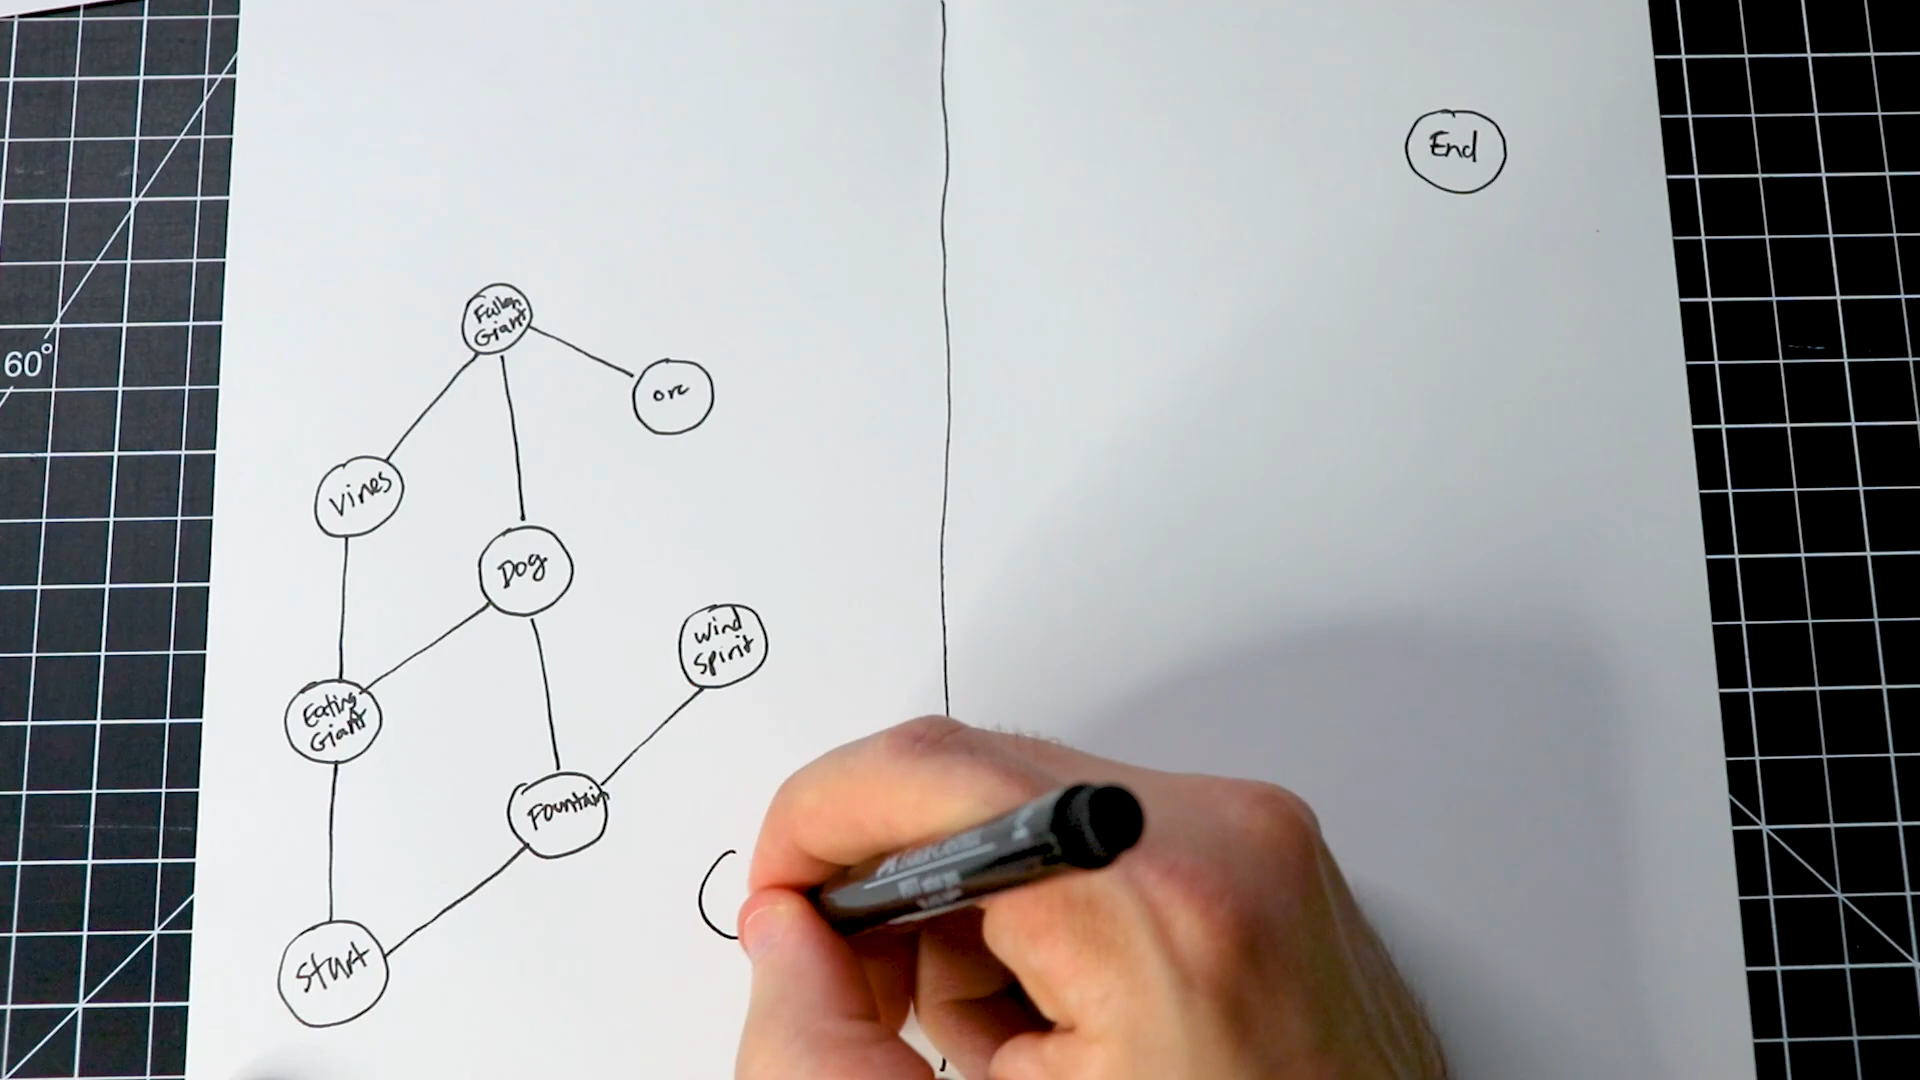 End
Fallen
Giant
orc
60°
Vines
Dog
Wind
Spirit
Eating
Giant
Fountain
Start